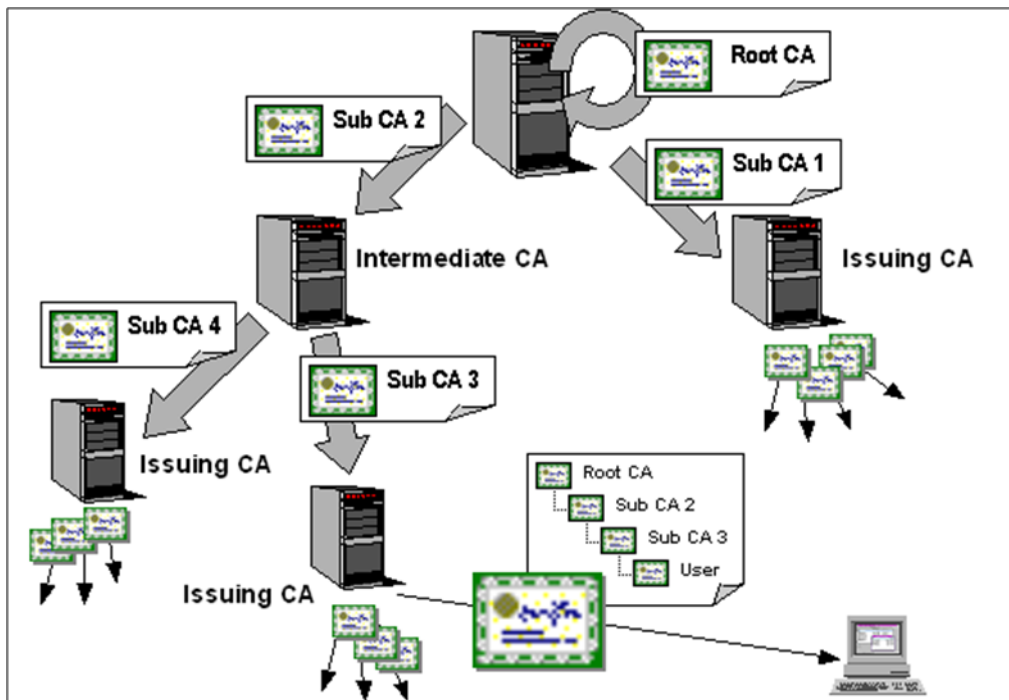 Root CA
Sub CA 2
Sub CA 1
Intermediate CA
Issuing CA
Sub CA 4
Sub CA 3
Issuing CA
Root CA
Sub CA 2
Sub CA 3
User
Issuing CA